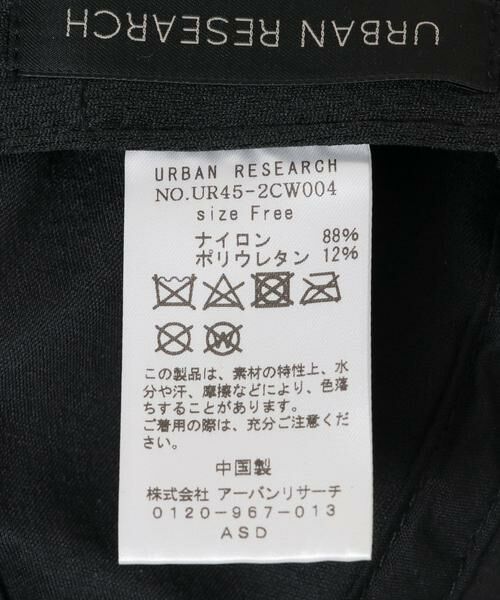 URBAN RESEARCH
URBAN RESEARCH
NO.UR45-2CW004
size Free
ナイロン 88%
ポリウレタン 12%
W
この製品は、素材の特性上、水
分や汗、摩擦などにより、色落
ちすることがあります。
ご着用の際は、充分ご注意くだ
さい。
中国製
株式会社 アーバンリサーチ
0120-967-013
ASD